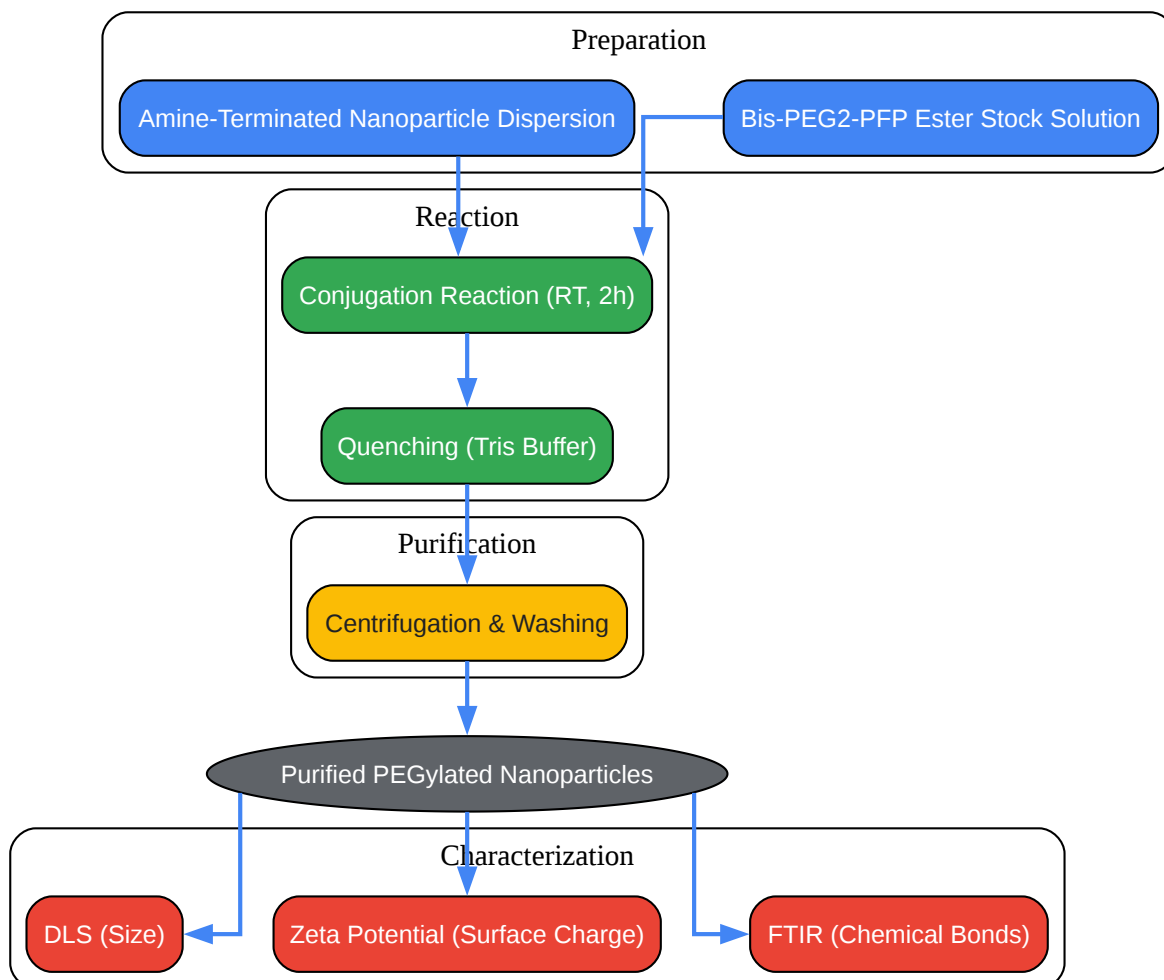 Preparation
Amine-Terminated Nanoparticle Dispersion
Bis-PEG2-PFP Ester Stock Solution
Reaction
Conjugation Reaction (RT, 2h)
Quenching (Tris Buffer)
Purification
Centrifugation & Washing
Purified PEGylated Nanoparticles
Characterization
DLS (Size)
Zeta Potential (Surface Charge)
FTIR (Chemical Bonds)